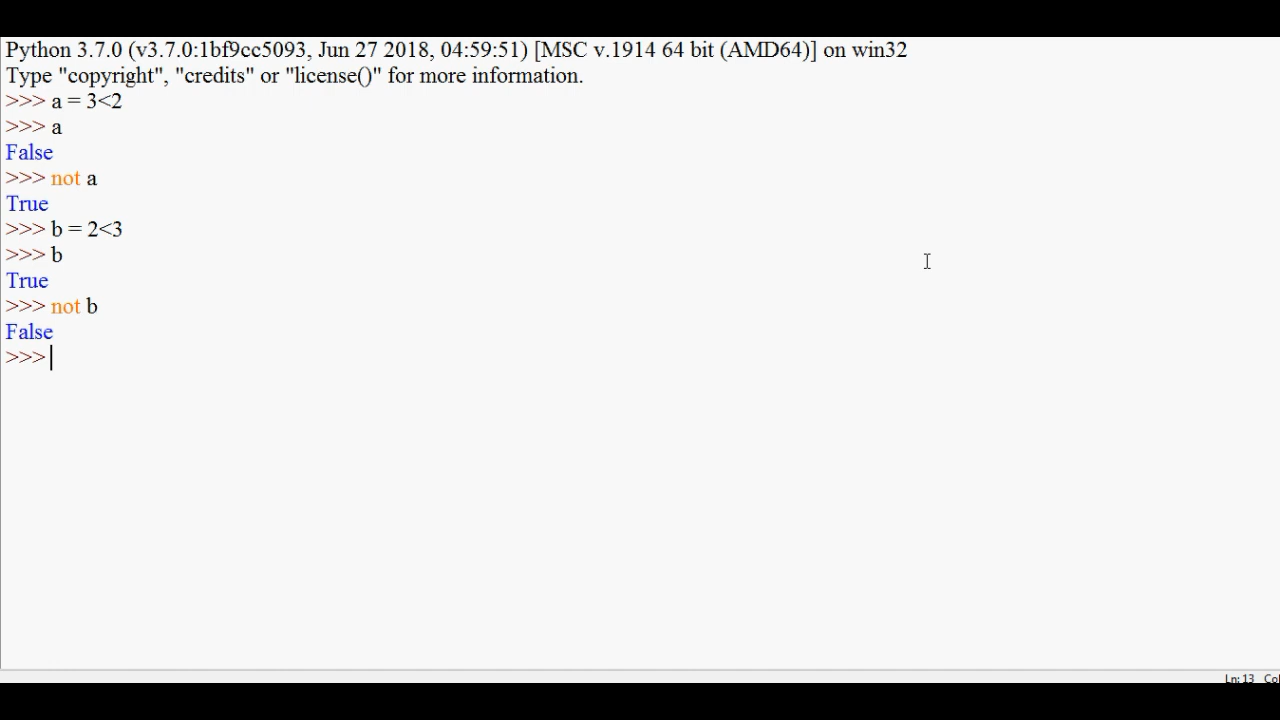 Python 3.7.0 (v3.7.0:1bf9cc5093, Jun 27 2018, 04:59:51) [MSC v.1914 64 bit (AMD64)] on win32
Type "copyright", "credits" or "license()" for more information.
>>> a = 3<2
>>> a
False
>>> not a
True
>>> b = 2<3
>>> b
True
>>> not b
False
>>>
Ln: 13 Col